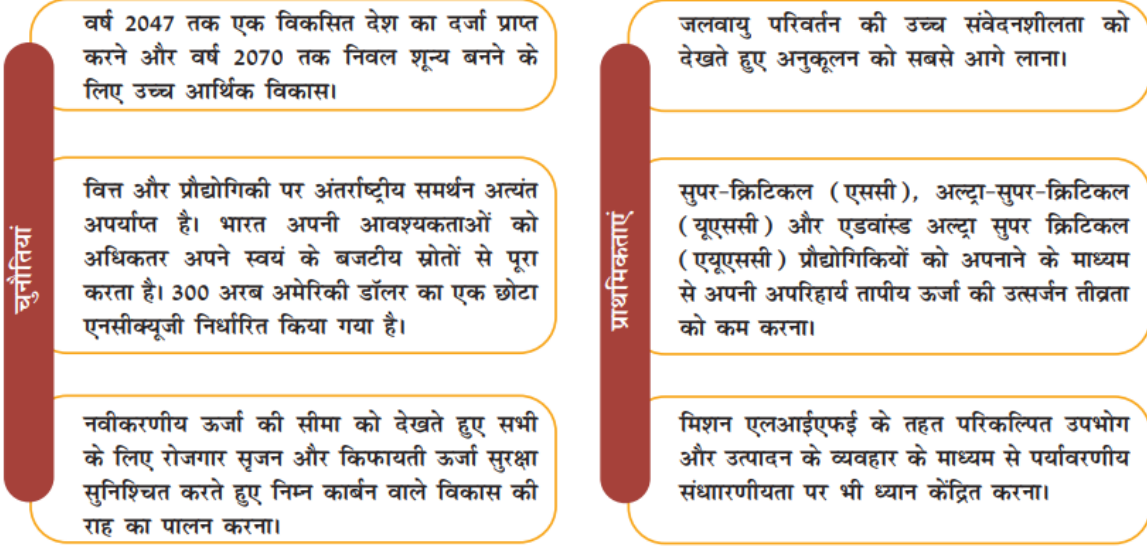 चुनौतियां
वर्ष 2047 तक एक विकसित देश का दर्जा प्राप्त
करने और वर्ष 2070 तक निवल शून्य बनने के
लिए उच्च आर्थिक विकास।
वित्त और प्रौद्योगिकी पर अंतर्राष्ट्रीय समर्थन अत्यंत
अपर्याप्त है। भारत अपनी आवश्यकताओं को
अधिकतर अपने स्वयं के बजटीय स्रोतों से पूरा
करता है। 300 अरब अमेरिकी डॉलर का एक छोटा
एनसीक्यूजी निर्धारित किया गया है।
नवीकरणीय ऊर्जा की सीमा को देखते हुए सभी
के लिए रोजगार सृजन और किफायती ऊर्जा सुरक्षा
सुनिश्चित करते हुए निम्न कार्बन वाले विकास की
राह का पालन करना।
प्राथमिकताएं
जलवायु परिवर्तन की उच्च संवेदनशीलता को
देखते हुए अनुकूलन को सबसे आगे लाना।
सुपर-क्रिटिकल (एससी), अल्ट्रा-सुपर-क्रिटिकल
(यूएससी) और एडवांस्ड अल्ट्रा सुपर क्रिटिकल
(एयूएससी) प्रौद्योगिकियों को अपनाने के माध्यम
से अपनी अपरिहार्य तापीय ऊर्जा की उत्सर्जन तीव्रता
को कम करना।
मिशन एलआईएफई के तहत परिकल्पित उपभोग
और उत्पादन के व्यवहार के माध्यम से पर्यावरणीय
संधाारणीयता पर भी ध्यान केंद्रित करना।